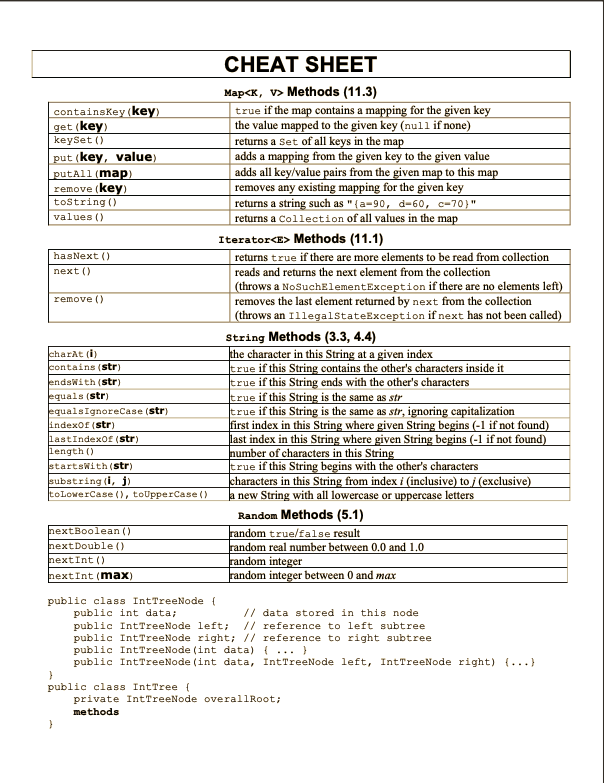 CHEAT SHEET
Map<K, V> Methods (11.3)
containsKey(key) true if the map contains a mapping for the given key
get(key) the value mapped to the given key (null if none)
keySet() returns a Set of all keys in the map
put(key, value) adds a mapping from the given key to the given value
putAll(map) adds all key/value pairs from the given map to this map
remove(key) removes any existing mapping for the given key
toString() returns a string such as "{a=90, d=60, c=70}"
values() returns a Collection of all values in the map
Iterator<E> Methods (11.1)
hasNext() returns true if there are more elements to be read from collection
next() reads and returns the next element from the collection
(throws a NoSuchElementException if there are no elements left)
remove() removes the last element returned by next from the collection
(throws an IllegalStateException if next has not been called)
String Methods (3.3, 4.4)
charAt(i) the character in this String at a given index
contains(str) true if this String contains the other's characters inside it
endsWith(str) true if this String ends with the other's characters
equals(str) true if this String is the same as str
equalsIgnoreCase(str) true if this String is the same as str, ignoring capitalization
indexOf(str) first index in this String where given String begins (-1 if not found)
lastIndexOf(str) last index in this String where given String begins (-1 if not found)
length() number of characters in this String
startsWith(str) true if this String begins with the other's characters
substring(i, j) characters in this String from index i (inclusive) to j (exclusive)
toLowerCase(), toUpperCase() a new String with all lowercase or uppercase letters
Random Methods (5.1)
nextBoolean() random true/false result
nextDouble() random real number between 0.0 and 1.0
nextInt() random integer
nextInt(max) random integer between 0 and max
public class IntTreeNode {
    public int data;          // data stored in this node
    public IntTreeNode left;  // reference to left subtree
    public IntTreeNode right; // reference to right subtree
    public IntTreeNode(int data) { ... }
    public IntTreeNode(int data, IntTreeNode left, IntTreeNode right) {...}
}
public class IntTree {
    private IntTreeNode overallRoot;
    methods
}